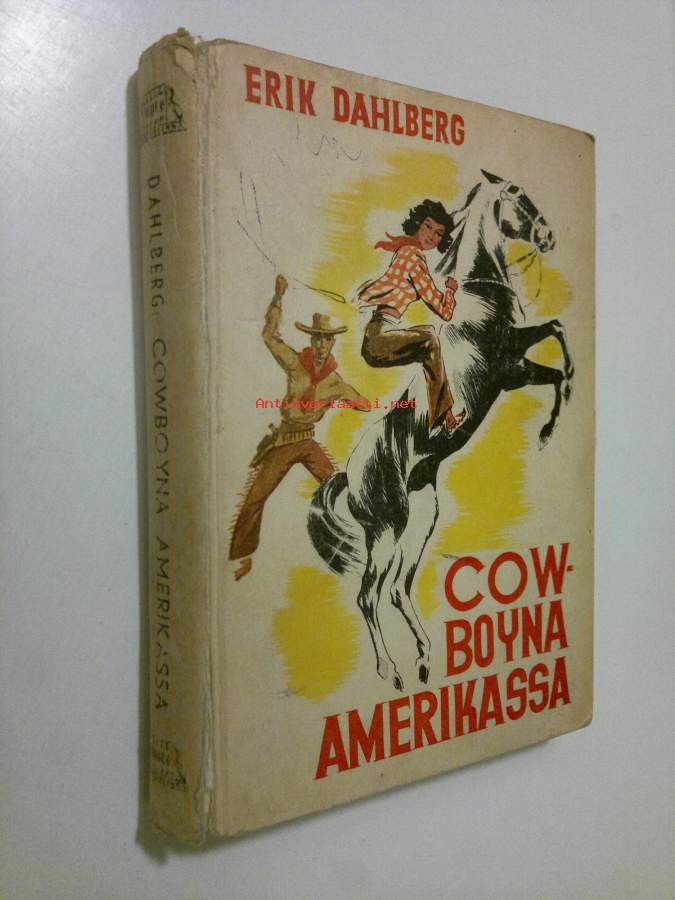 ERIK DAHLBERG
COW-
BOYNA
AMERIKASSA
DAHLBERG: COWBOYNA AMERIKASSA
Antikvariaatti.net